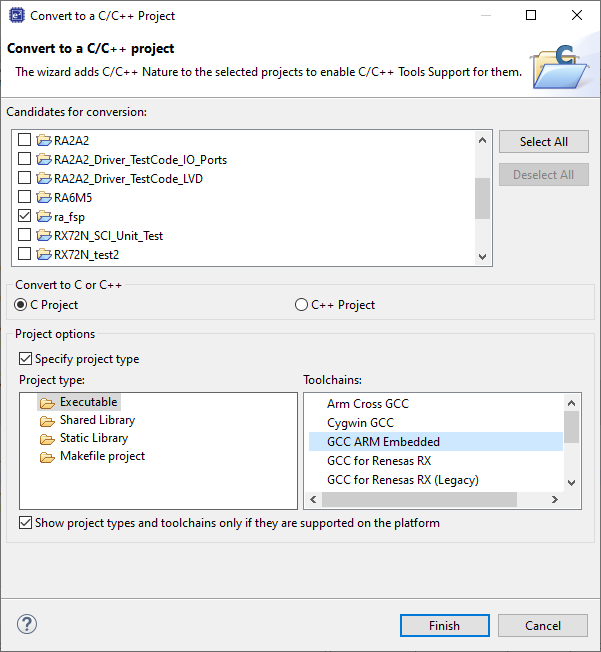 Convert to a C/C++ Project
Convert to a C/C++ project
The wizard adds C/C++ Nature to the selected projects to enable C/C++ Tools Support for them.
Candidates for conversion:
RA2A2
RA2A2_Driver_TestCode_IO_Ports
RA2A2_Driver_TestCode_LVD
RA6M5
ra_fsp
RX72N_SCI_Unit_Test
RX72N_test2
Select All
Deselect All
Convert to C or C++
C Project
C++ Project
Project options
Specify project type
Project type:
Executable
Shared Library
Static Library
Makefile project
Toolchains:
Arm Cross GCC
Cygwin GCC
GCC ARM Embedded
GCC for Renesas RX
GCC for Renesas RX (Legacy)
Show project types and toolchains only if they are supported on the platform
?
Finish
Cancel